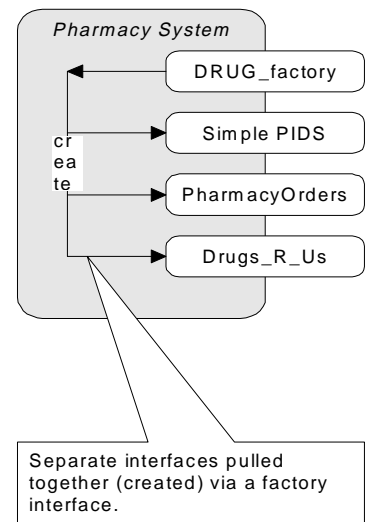 Pharmacy System
DRUG_factory
Simple PIDS
cr
ea
te
PharmacyOrders
Drugs_R_Us
Separate interfaces pulled
together (created) via a factory
interface.